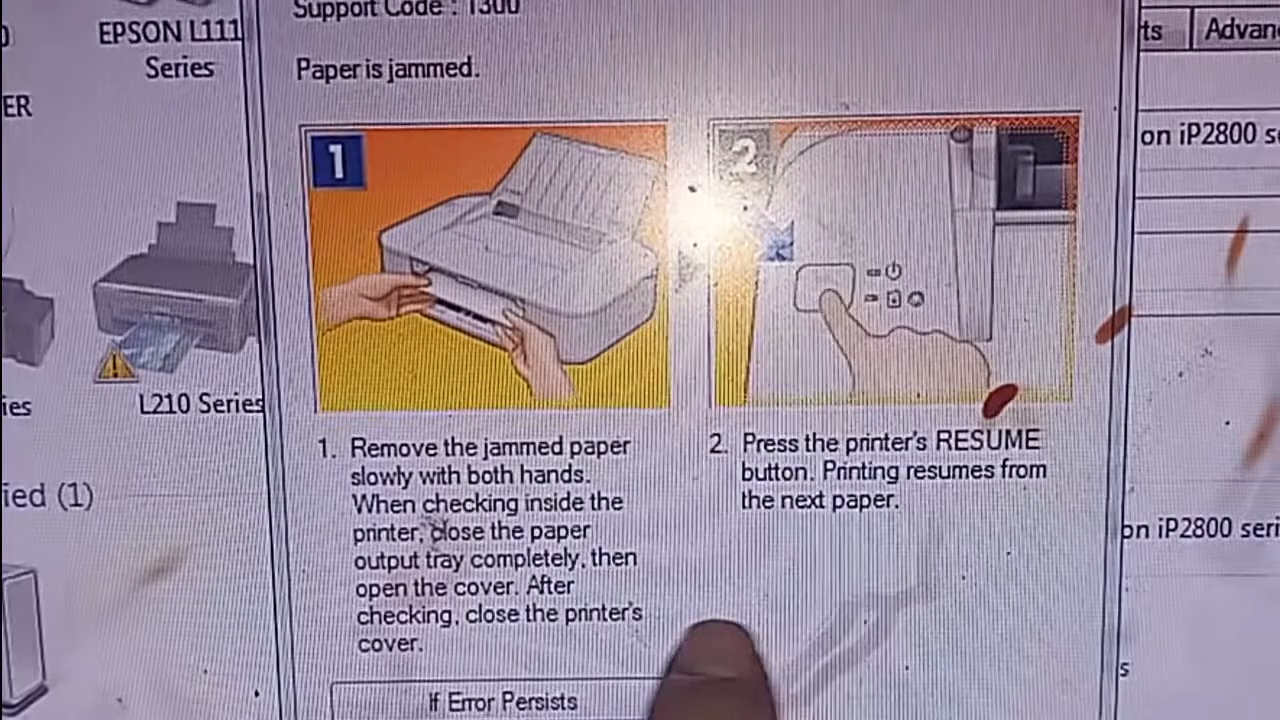 Support Code : 1300
Paper is jammed.
EPSON L111
Series
ER
ts
Advan
on iP2800 s
1
2
L210 Series
ies
ied (1)
1. Remove the jammed paper
slowly with both hands.
When checking inside the
printer, close the paper
output tray completely, then
open the cover. After
checking, close the printer's
cover.
2. Press the printer's RESUME
button. Printing resumes from
the next paper.
on iP2800 seri
s
If Error Persists